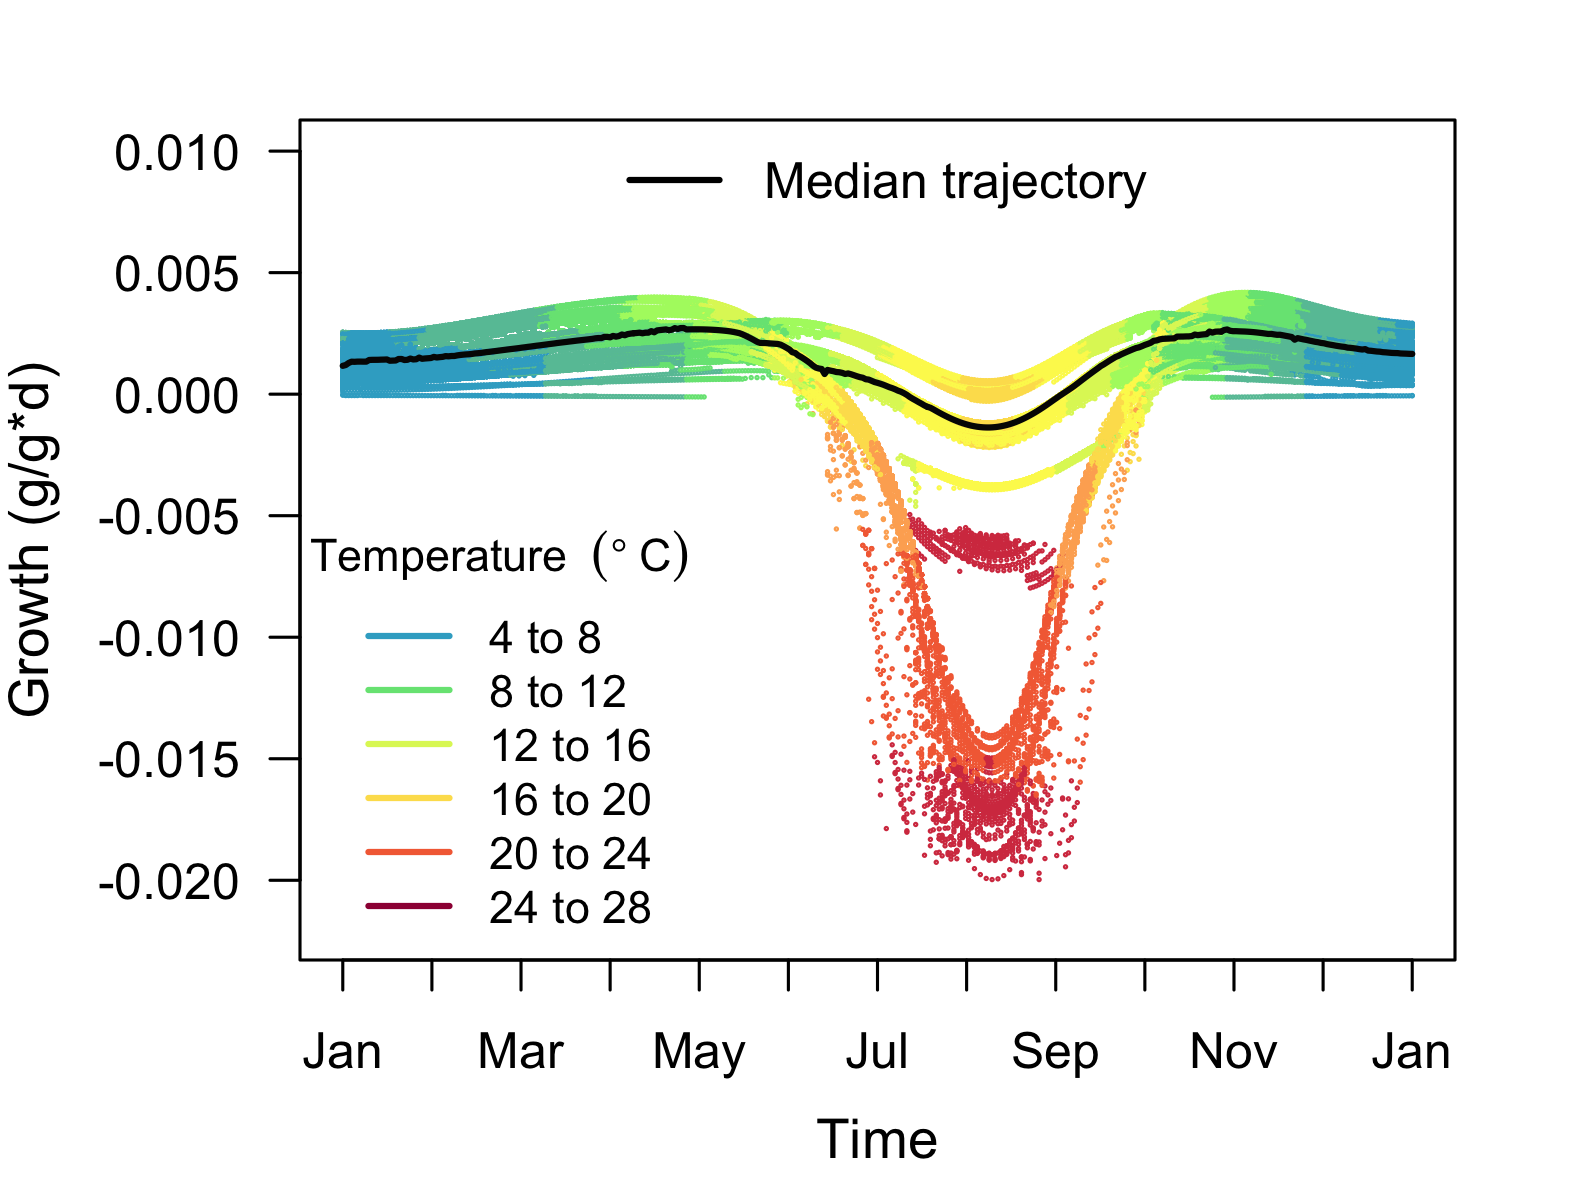 Median trajectory
0.010
0.005
0.000
-0.005
-0.010
-0.015
-0.020
Growth (g/g*d)
Temperature (° C)
4 to 8
8 to 12
12 to 16
16 to 20
20 to 24
24 to 28
Jan Mar May Jul Sep Nov Jan
Time